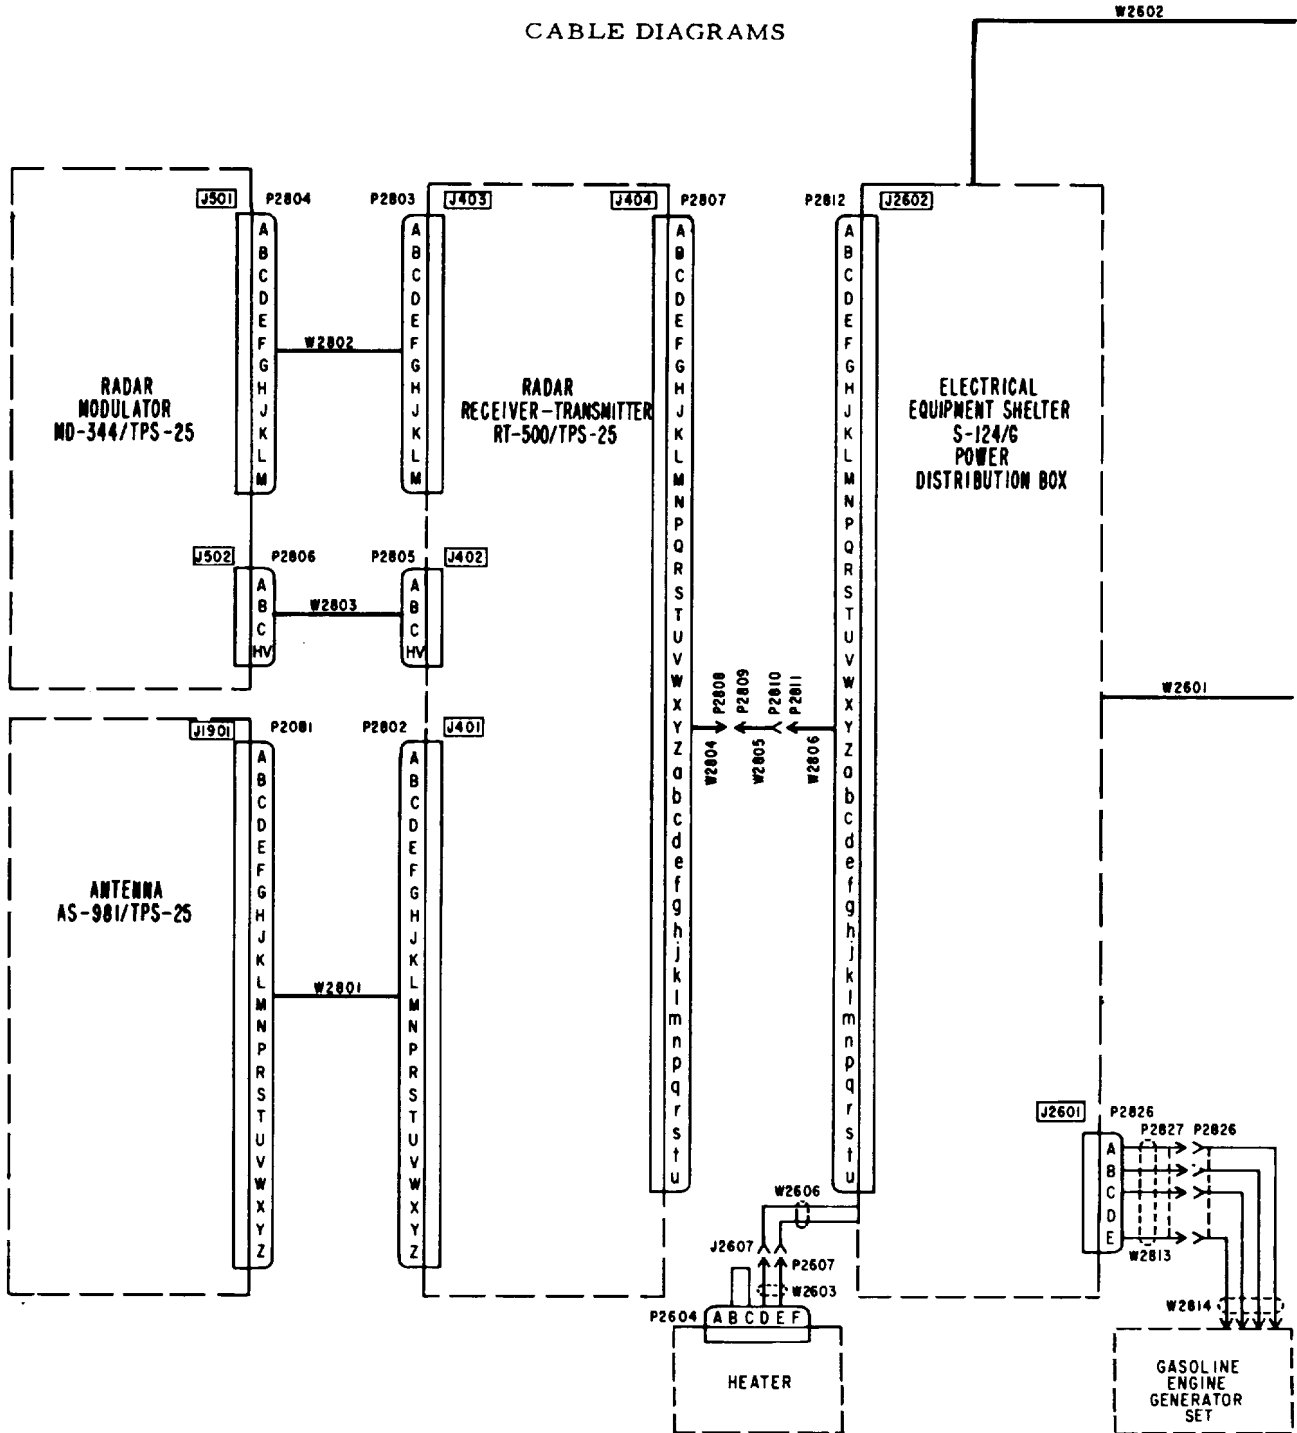 W2602
CABLE DIAGRAMS
J501 P2804 P2803 J403 J404 P2807 P2812 J2602
A
B
C
D
E
F
G
H
J
K
L
M
W2802
A
B
C
D
E
F
G
H
J
K
L
M
RADAR
MODULATOR
MD-344/TPS-25
RADAR
RECEIVER-TRANSMITTER
RT-500/TPS-25
ELECTRICAL
EQUIPMENT SHELTER
S-124/G
POWER
DISTRIBUTION BOX
J502 P2806 P2805 J402
A
B
C
HV
W2803
A
B
C
HV
J1901 P2081 P2802 J401
A
B
C
D
E
F
G
H
J
K
L
M
N
P
R
S
T
U
V
W
X
Y
Z
W2801
A
B
C
D
E
F
G
H
J
K
L
M
N
P
R
S
T
U
V
W
X
Y
Z
ANTENNA
AS-981/TPS-25
A
B
C
D
E
F
G
H
J
K
L
M
N
P
Q
R
S
T
U
V
W
X
Y
Z
a
b
c
d
e
f
g
h
j
k
l
m
n
p
q
r
s
t
u
P2808
P2809
P2810
P2811
W2804
W2805
W2806
A
B
C
D
E
F
G
H
J
K
L
M
N
P
Q
R
S
T
U
V
W
X
Y
Z
a
b
c
d
e
f
g
h
j
k
l
m
n
p
q
r
s
t
u
W2601
J2601 P2826
P2827 P2826
A
B
C
D
E
W2813
W2814
W2606
J2607
P2607
W2603
P2604 A B C D E F
HEATER
GASOLINE
ENGINE
GENERATOR
SET